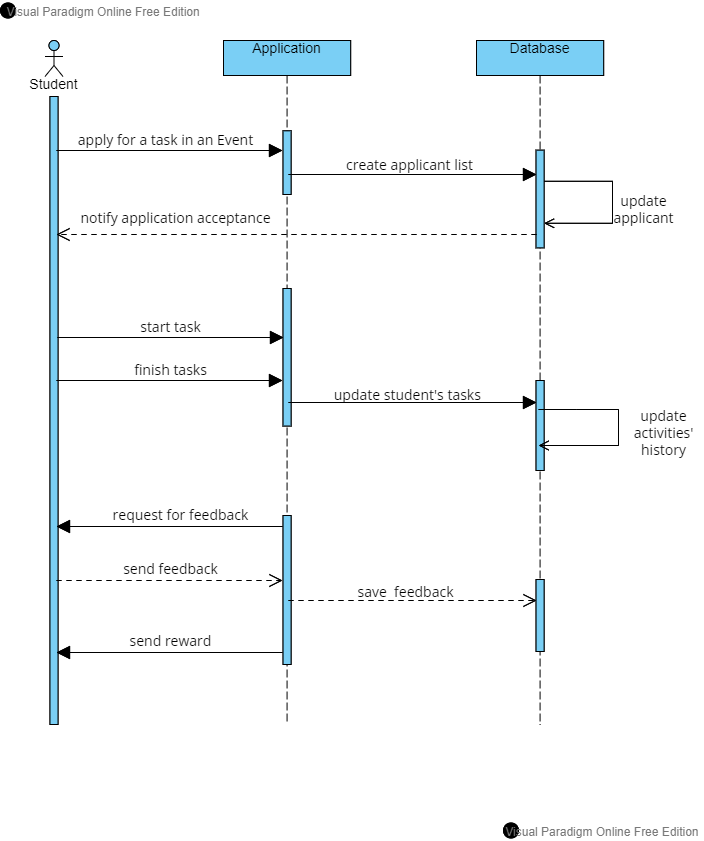 Visual Paradigm Online Free Edition
Application
Database
Student
apply for a task in an Event
create applicant list
update
applicant
notify application acceptance
start task
finish tasks
update student's tasks
update
activities'
history
request for feedback
send feedback
save  feedback
send reward
Visual Paradigm Online Free Edition